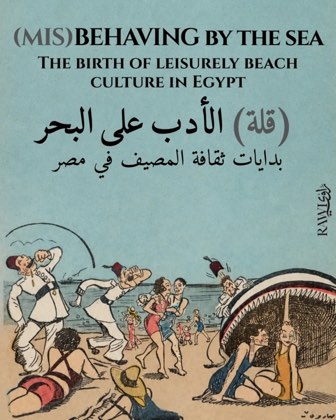 (MIS)BEHAVING BY THE SEA
THE BIRTH OF LEISURELY BEACH
CULTURE IN EGYPT
(قلة) الأدب على البحر
بدايات ثقافة المصيف في مصر
RAWI راوي